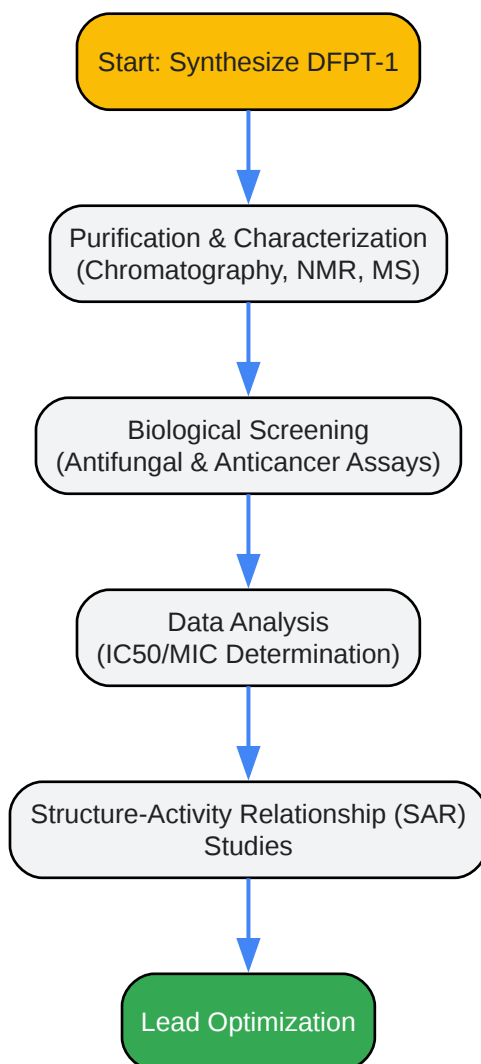 Start: Synthesize DFPT-1
Purification & Characterization
(Chromatography, NMR, MS)
Biological Screening
(Antifungal & Anticancer Assays)
Data Analysis
(IC50/MIC Determination)
Structure-Activity Relationship (SAR)
Studies
Lead Optimization